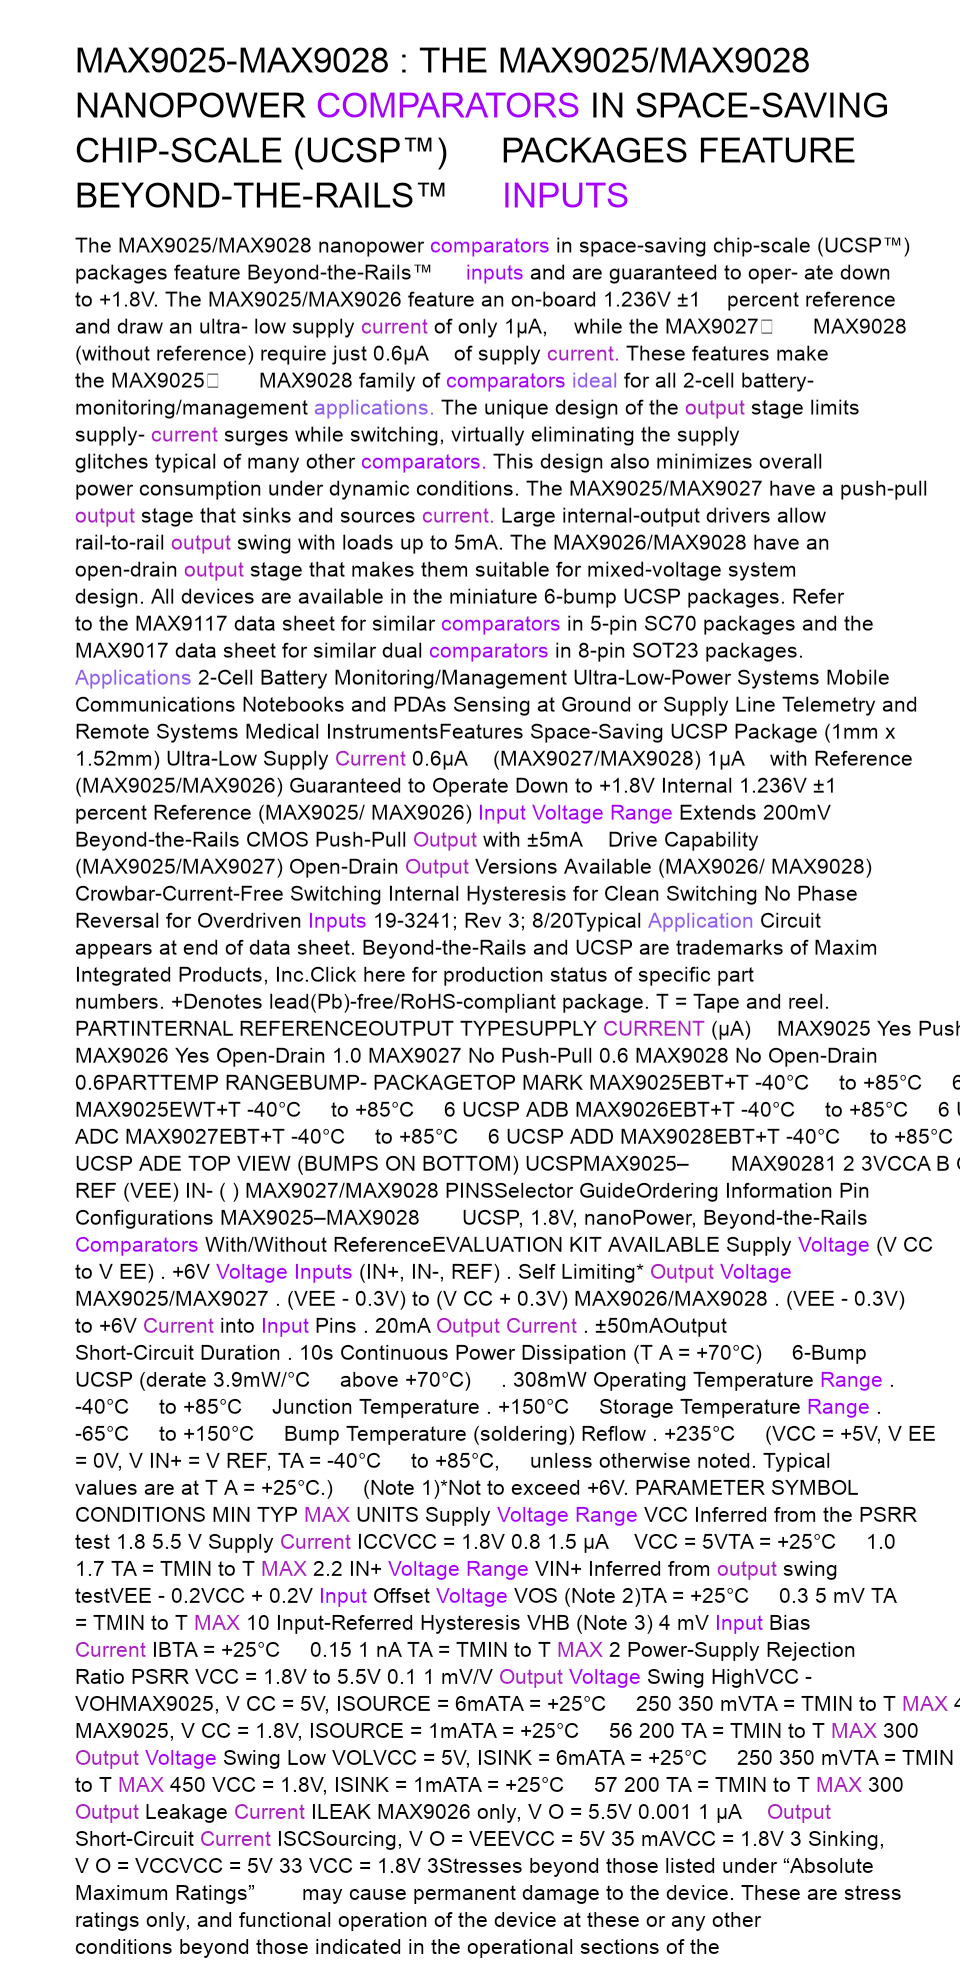 MAX9025-MAX9028 : THE MAX9025/MAX9028
NANOPOWER COMPARATORS IN SPACE-SAVING
CHIP-SCALE (UCSP™) PACKAGES FEATURE
BEYOND-THE-RAILS™ INPUTS
The MAX9025/MAX9028 nanopower comparators in space-saving chip-scale (UCSP™)
packages feature Beyond-the-Rails™ inputs and are guaranteed to oper- ate down
to +1.8V. The MAX9025/MAX9026 feature an on-board 1.236V ±1 percent reference
and draw an ultra- low supply current of only 1μA, while the MAX9027 MAX9028
(without reference) require just 0.6μA of supply current. These features make
the MAX9025 MAX9028 family of comparators ideal for all 2-cell battery-
monitoring/management applications. The unique design of the output stage limits
supply- current surges while switching, virtually eliminating the supply
glitches typical of many other comparators. This design also minimizes overall
power consumption under dynamic conditions. The MAX9025/MAX9027 have a push-pull
output stage that sinks and sources current. Large internal-output drivers allow
rail-to-rail output swing with loads up to 5mA. The MAX9026/MAX9028 have an
open-drain output stage that makes them suitable for mixed-voltage system
design. All devices are available in the miniature 6-bump UCSP packages. Refer
to the MAX9117 data sheet for similar comparators in 5-pin SC70 packages and the
MAX9017 data sheet for similar dual comparators in 8-pin SOT23 packages.
Applications 2-Cell Battery Monitoring/Management Ultra-Low-Power Systems Mobile
Communications Notebooks and PDAs Sensing at Ground or Supply Line Telemetry and
Remote Systems Medical InstrumentsFeatures Space-Saving UCSP Package (1mm x
1.52mm) Ultra-Low Supply Current 0.6μA (MAX9027/MAX9028) 1μA with Reference
(MAX9025/MAX9026) Guaranteed to Operate Down to +1.8V Internal 1.236V ±1
percent Reference (MAX9025/ MAX9026) Input Voltage Range Extends 200mV
Beyond-the-Rails CMOS Push-Pull Output with ±5mA Drive Capability
(MAX9025/MAX9027) Open-Drain Output Versions Available (MAX9026/ MAX9028)
Crowbar-Current-Free Switching Internal Hysteresis for Clean Switching No Phase
Reversal for Overdriven Inputs 19-3241; Rev 3; 8/20Typical Application Circuit
appears at end of data sheet. Beyond-the-Rails and UCSP are trademarks of Maxim
Integrated Products, Inc.Click here for production status of specific part
numbers. +Denotes lead(Pb)-free/RoHS-compliant package. T = Tape and reel.
PARTINTERNAL REFERENCEOUTPUT TYPESUPPLY CURRENT (μA) MAX9025 Yes Push
MAX9026 Yes Open-Drain 1.0 MAX9027 No Push-Pull 0.6 MAX9028 No Open-Drain
0.6PARTTEMP RANGEBUMP- PACKAGETOP MARK MAX9025EBT+T -40°C to +85°C 6
MAX9025EWT+T -40°C to +85°C 6 UCSP ADB MAX9026EBT+T -40°C to +85°C 6
ADC MAX9027EBT+T -40°C to +85°C 6 UCSP ADD MAX9028EBT+T -40°C to +85°C
UCSP ADE TOP VIEW (BUMPS ON BOTTOM) UCSPMAX9025– MAX90281 2 3VCCA B
REF (VEE) IN- ( ) MAX9027/MAX9028 PINSSelector GuideOrdering Information Pin
Configurations MAX9025–MAX9028 UCSP, 1.8V, nanoPower, Beyond-the-Rails
Comparators With/Without ReferenceEVALUATION KIT AVAILABLE Supply Voltage (V CC
to V EE) . +6V Voltage Inputs (IN+, IN-, REF) . Self Limiting* Output Voltage
MAX9025/MAX9027 . (VEE - 0.3V) to (V CC + 0.3V) MAX9026/MAX9028 . (VEE - 0.3V)
to +6V Current into Input Pins . 20mA Output Current . ±50mAOutput
Short-Circuit Duration . 10s Continuous Power Dissipation (T A = +70°C) 6-Bump
UCSP (derate 3.9mW/°C above +70°C) . 308mW Operating Temperature Range .
-40°C to +85°C Junction Temperature . +150°C Storage Temperature Range .
-65°C to +150°C Bump Temperature (soldering) Reflow . +235°C (VCC = +5V, V EE
= 0V, V IN+ = V REF, TA = -40°C to +85°C, unless otherwise noted. Typical
values are at T A = +25°C.) (Note 1)*Not to exceed +6V. PARAMETER SYMBOL
CONDITIONS MIN TYP MAX UNITS Supply Voltage Range VCC Inferred from the PSRR
test 1.8 5.5 V Supply Current ICCVCC = 1.8V 0.8 1.5 μA VCC = 5VTA = +25°C 1.0
1.7 TA = TMIN to T MAX 2.2 IN+ Voltage Range VIN+ Inferred from output swing
testVEE - 0.2VCC + 0.2V Input Offset Voltage VOS (Note 2)TA = +25°C 0.3 5 mV TA
= TMIN to T MAX 10 Input-Referred Hysteresis VHB (Note 3) 4 mV Input Bias
Current IBTA = +25°C 0.15 1 nA TA = TMIN to T MAX 2 Power-Supply Rejection
Ratio PSRR VCC = 1.8V to 5.5V 0.1 1 mV/V Output Voltage Swing HighVCC -
VOHMAX9025, V CC = 5V, ISOURCE = 6mATA = +25°C 250 350 mVTA = TMIN to T MAX
MAX9025, V CC = 1.8V, ISOURCE = 1mATA = +25°C 56 200 TA = TMIN to T MAX 300
Output Voltage Swing Low VOLVCC = 5V, ISINK = 6mATA = +25°C 250 350 mVTA = TMIN
to T MAX 450 VCC = 1.8V, ISINK = 1mATA = +25°C 57 200 TA = TMIN to T MAX 300
Output Leakage Current ILEAK MAX9026 only, V O = 5.5V 0.001 1 μA Output
Short-Circuit Current ISCSourcing, V O = VEEVCC = 5V 35 mAVCC = 1.8V 3 Sinking,
V O = VCCVCC = 5V 33 VCC = 1.8V 3Stresses beyond those listed under “Absolute
Maximum Ratings” may cause permanent damage to the device. These are stress
ratings only, and functional operation of the device at these or any other
conditions beyond those indicated in the operational sections of the